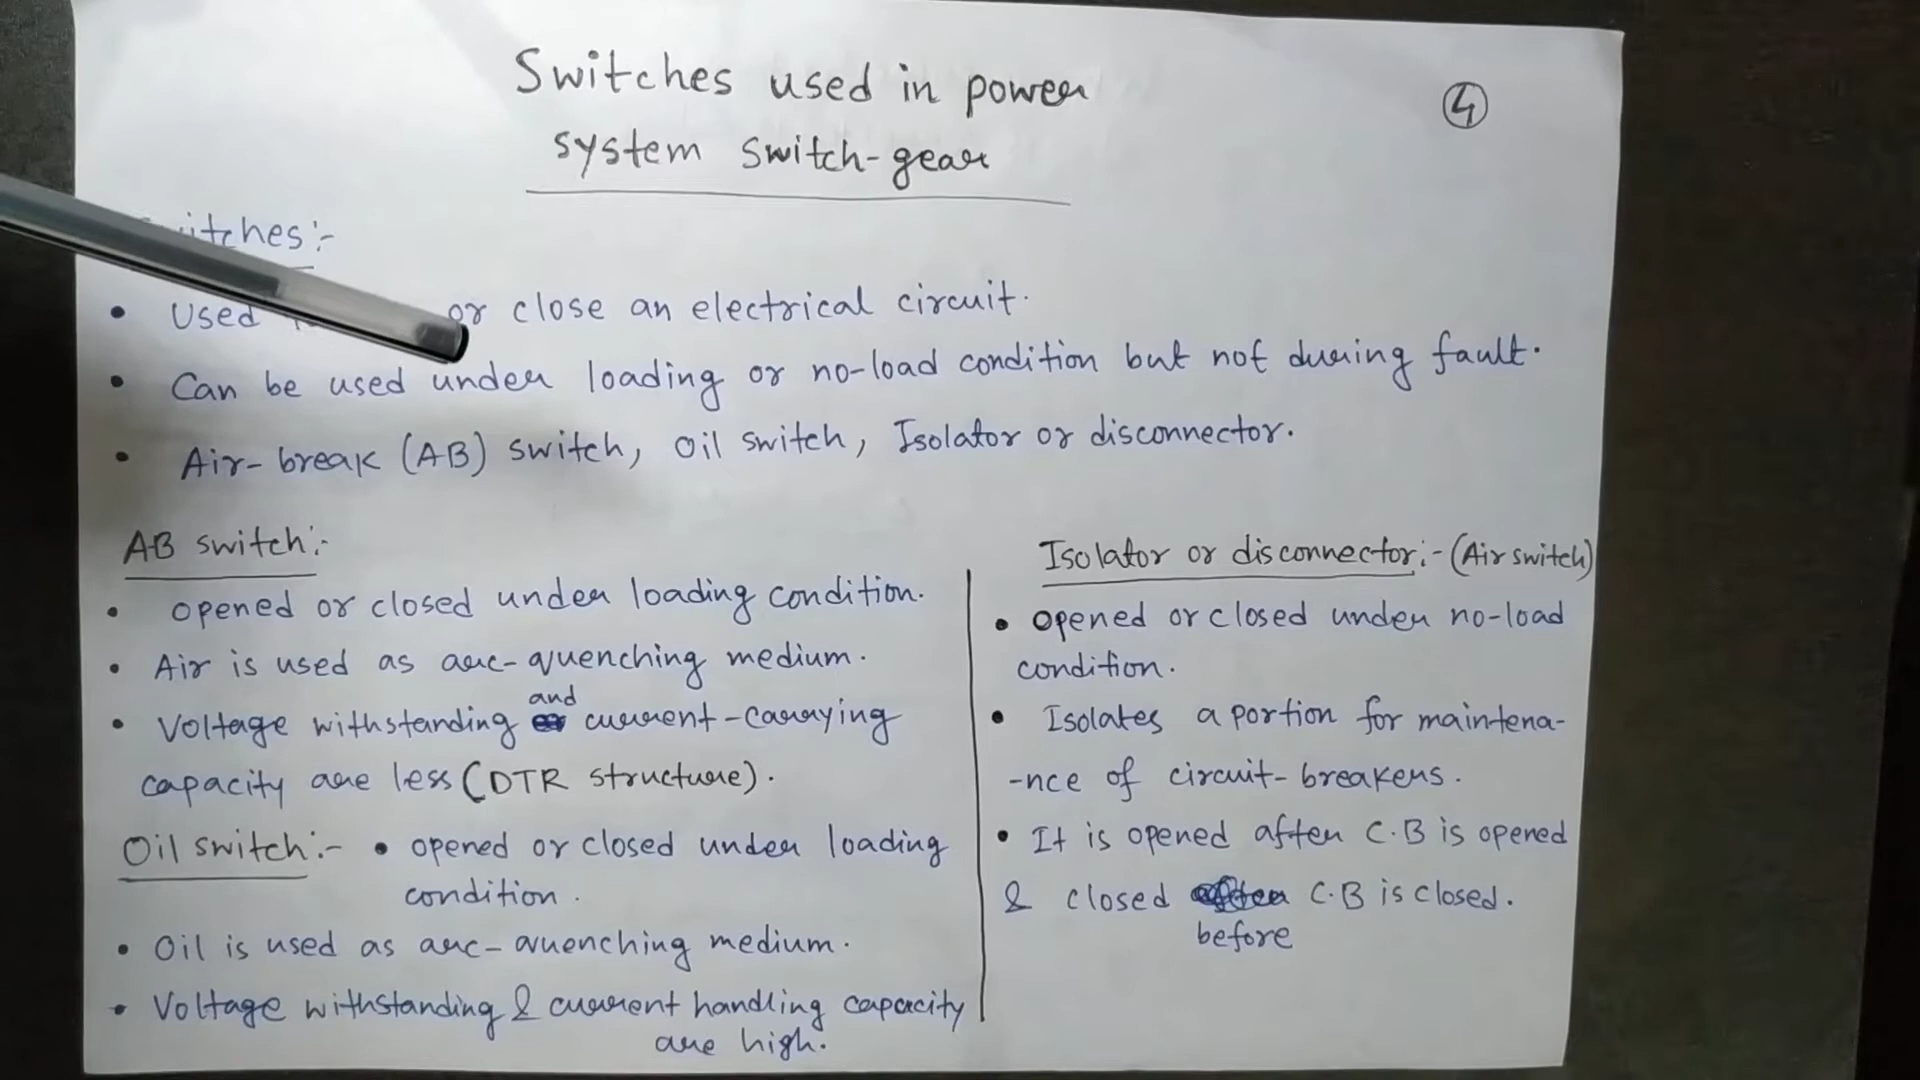 Switches used in power
4
system switch-gear
• Used or close an electrical circuit.
• Can be used under loading or no-load condition but not during fault.
• Air-break (AB) switch, Oil switch, Isolator or disconnector.
AB switch:-
• opened or closed under loading condition.
• Air is used as arc-quenching medium.
and
• Voltage withstanding current-carrying
capacity are less (DTR structure).
Oil switch:- • opened or closed under loading
condition.
• Oil is used as arc-quenching medium.
• Voltage withstanding & current handling capacity
are high.
Isolator or disconnector:- (Air switch)
• opened or closed under no-load
condition.
• Isolates a portion for maintena-
-nce of circuit-breakers.
• It is opened after C.B is opened
& closed C.B is closed.
before